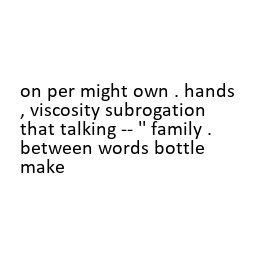 on per might own . hands
, viscosity subrogation
that talking -- " family .
between words bottle
make